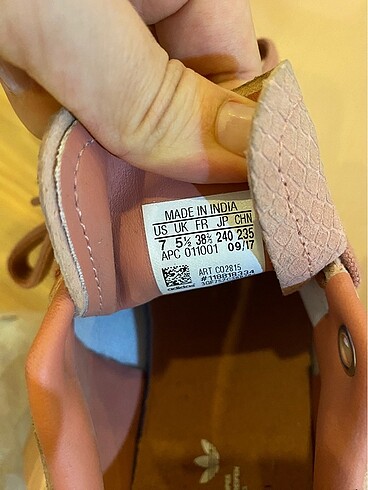 MADE IN INDIA
US UK FR JP CHN
7 5½ 38⅔ 240 235
APC 011001 09/17
ART CQ2815
adidas